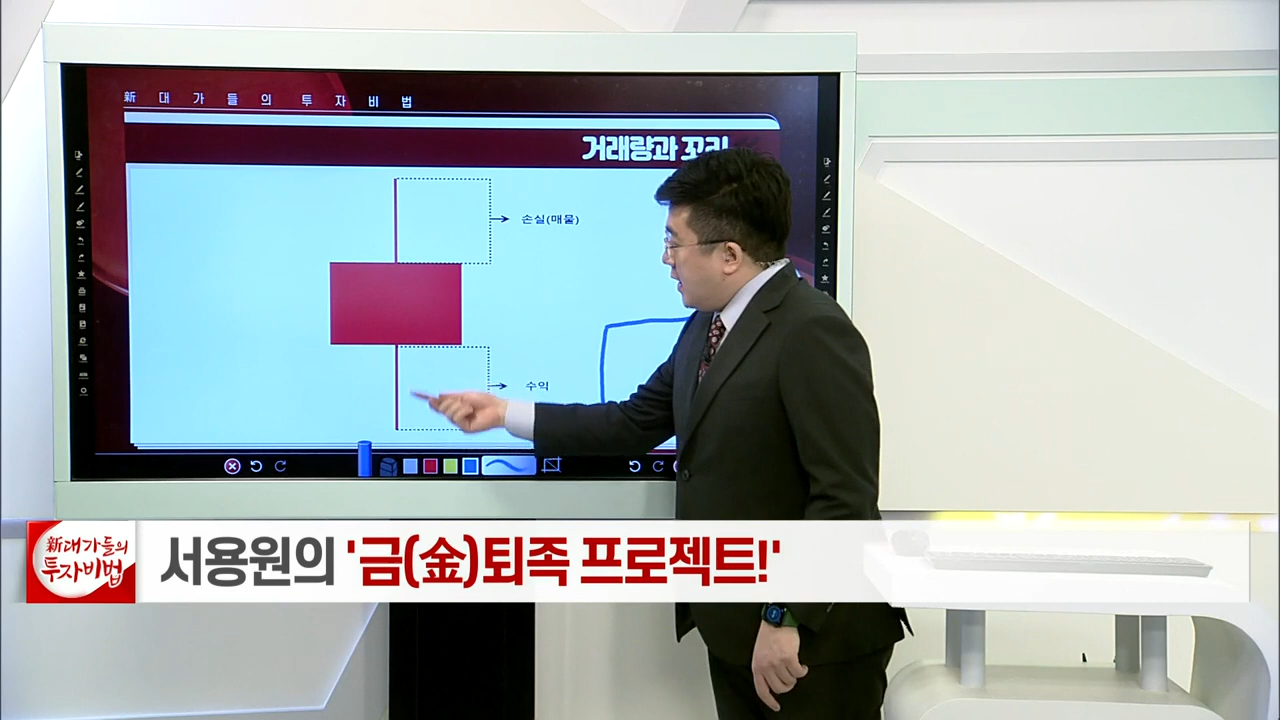 新 대 가 들 의 투 자 비 법
거래량과 꼬리
손실(매물)
수익
新대가들의
투자비법
서용원의 '금(金)퇴족 프로젝트!'